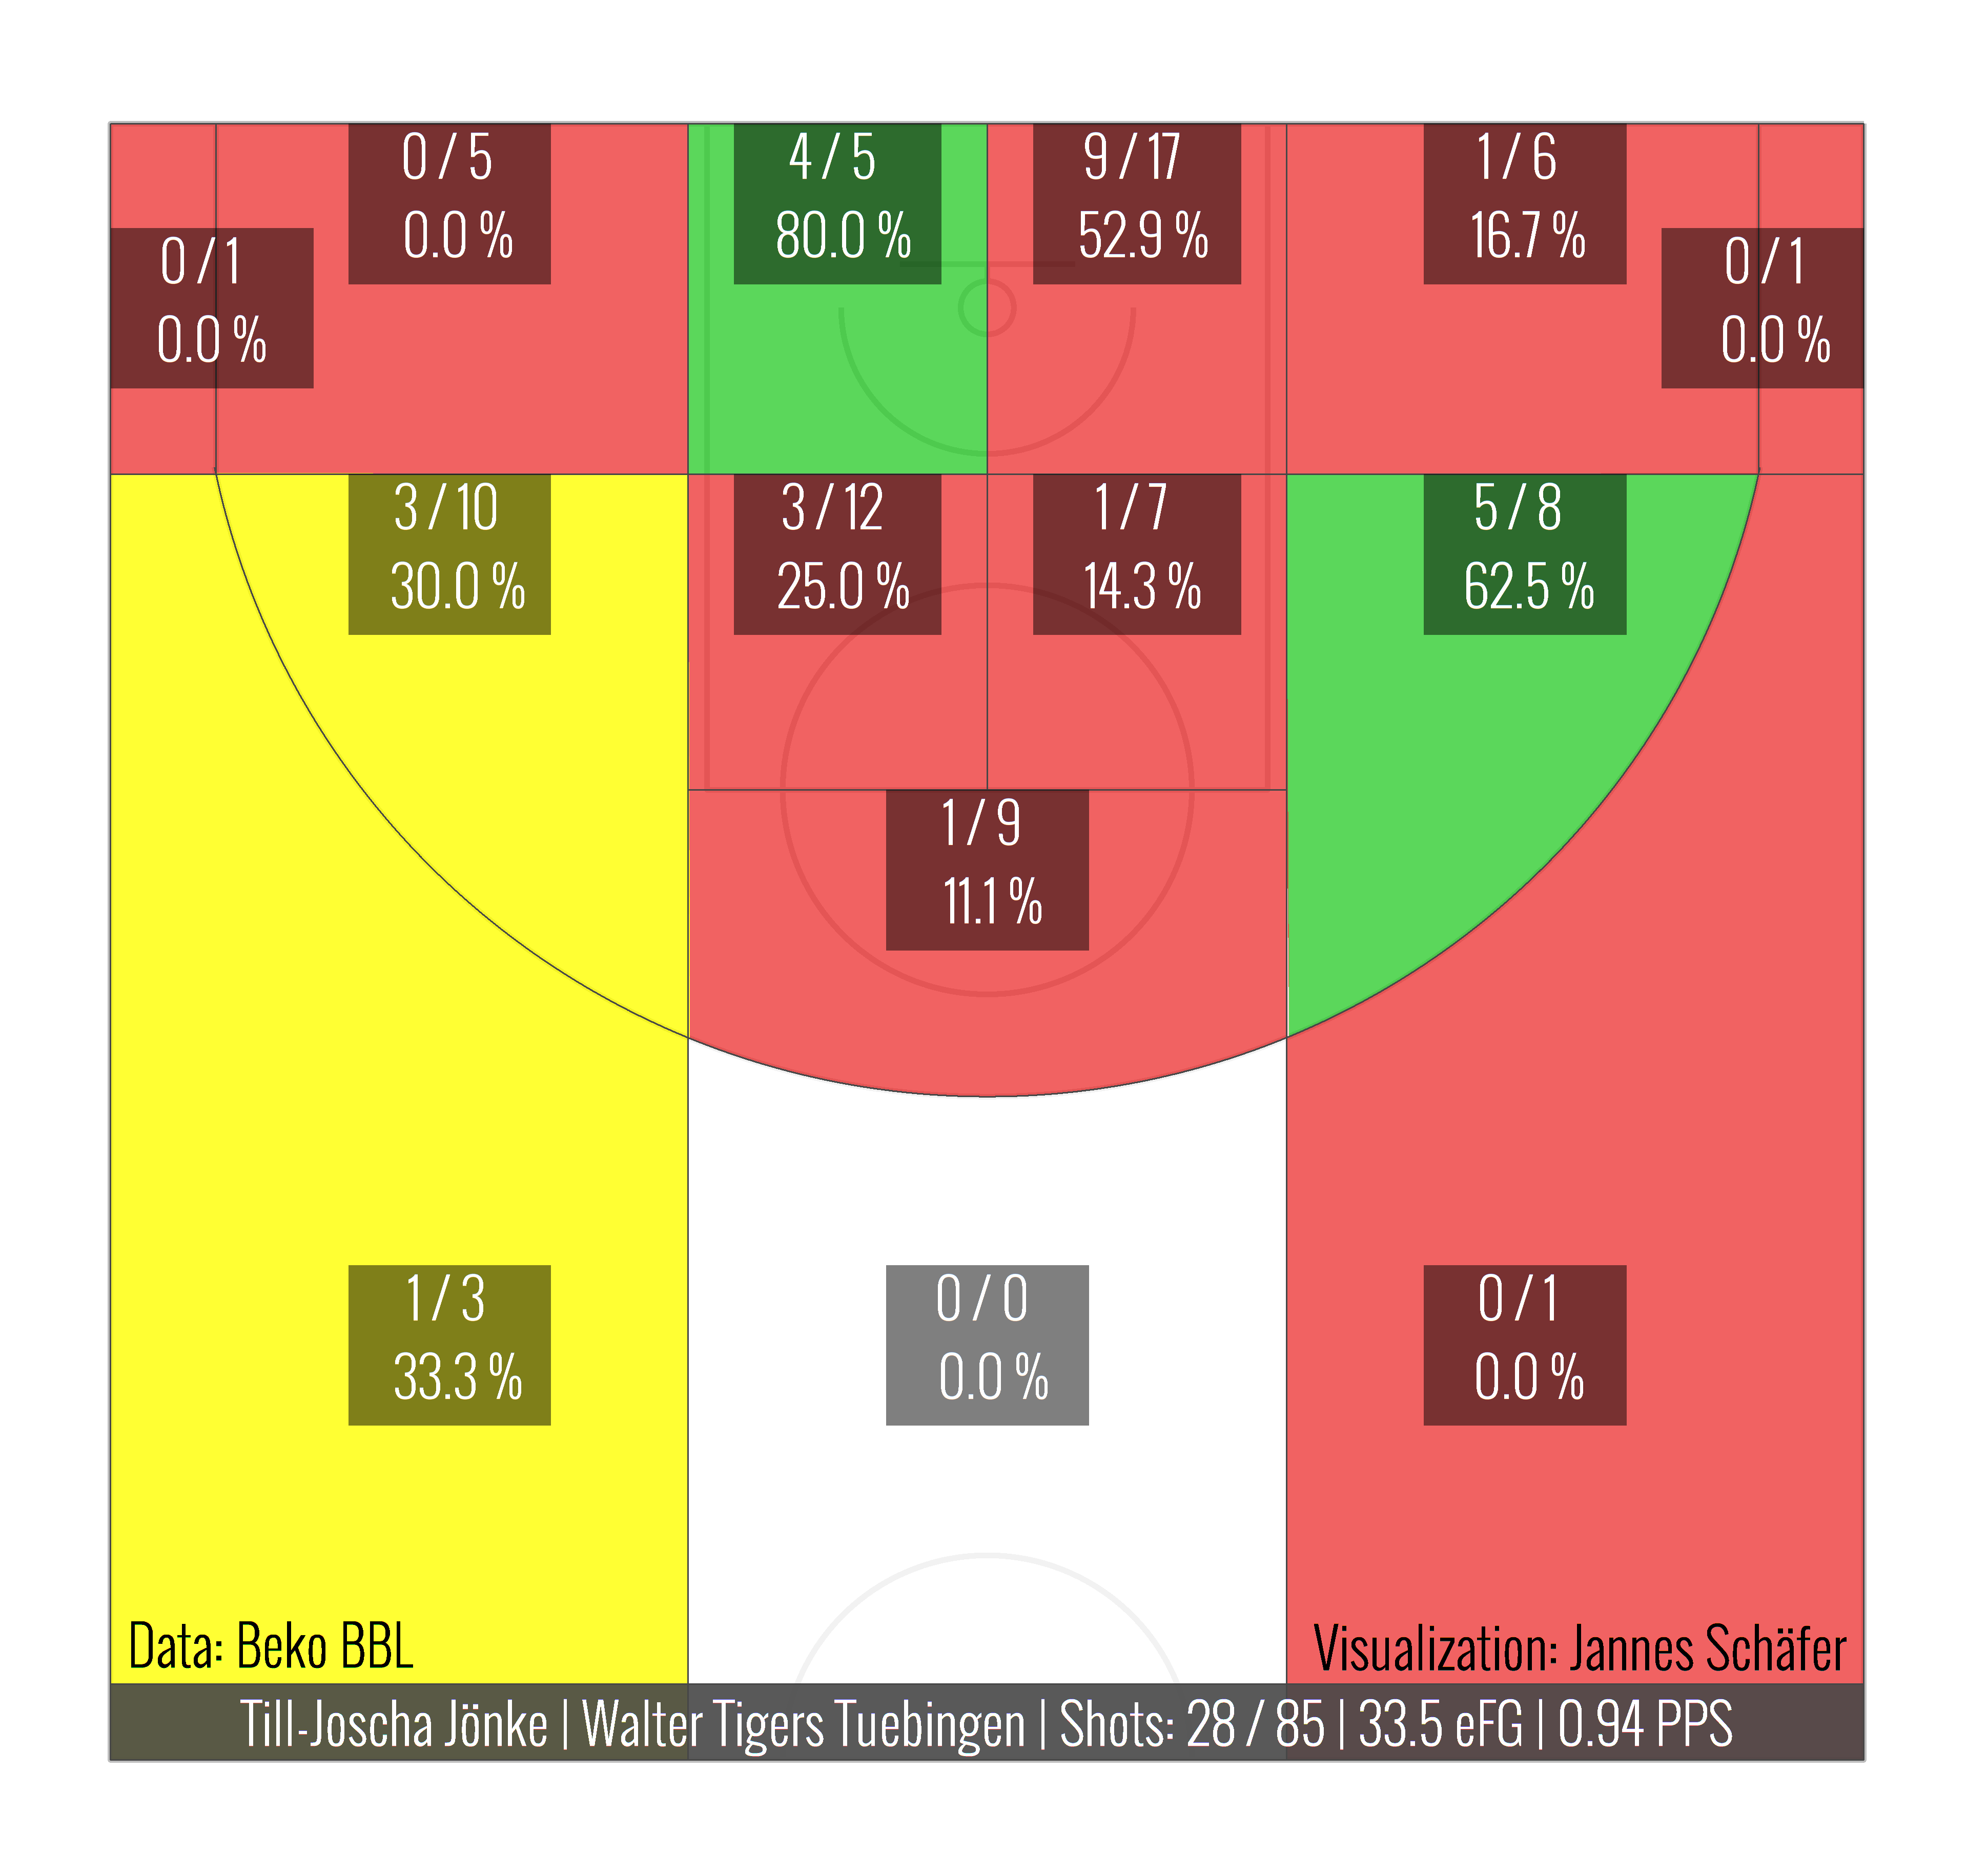 0 / 5
0.0 %
4 / 5
80.0 %
9 / 17
52.9 %
1 / 6
16.7 %
0 / 1
0.0 %
0 / 1
0.0 %
3 / 10
30.0 %
3 / 12
25.0 %
1 / 7
14.3 %
5 / 8
62.5 %
1 / 9
11.1 %
1 / 3
33.3 %
0 / 0
0.0 %
0 / 1
0.0 %
Data: Beko BBL
Visualization: Jannes Schäfer
Till-Joscha Jönke | Walter Tigers Tuebingen | Shots: 28 / 85 | 33.5 eFG | 0.94 PPS